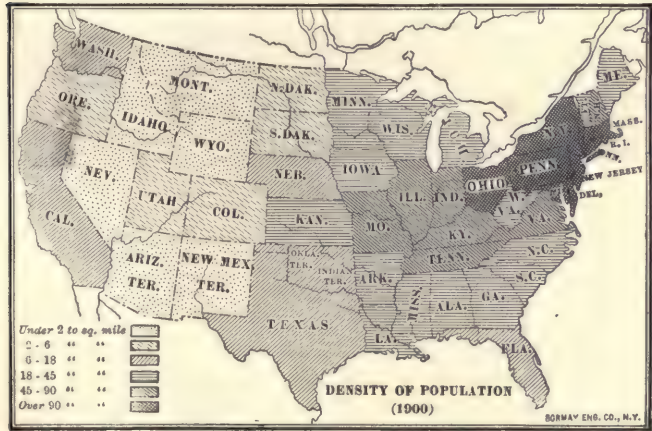 WASH.
MONT.
N. DAK.
MINN.
ME.
ORE.
IDAHO
WYO.
S. DAK.
WIS.
N.Y.
MASS.
R. I.
NEV.
UTAH
COL.
NEB.
IOWA
ILL.
IND.
OHIO
PENN.
NEW JERSEY
DEL.
CAL.
KAN.
MO.
KY.
W.
VA.
VA.
ARIZ.
TER.
NEW MEX.
TER.
OKLA.
TER.
INDIAN
TER.
ARK.
TENN.
N.C.
S.C.
TEXAS
LA.
MISS.
ALA.
GA.
FLA.
Under 2 to sq. mile
2 - 6 " "
6 - 18 " "
18 - 45 " "
45 - 90 " "
Over 90 " "
DENSITY OF POPULATION
(1900)
BORMAY ENG. CO., N.Y.